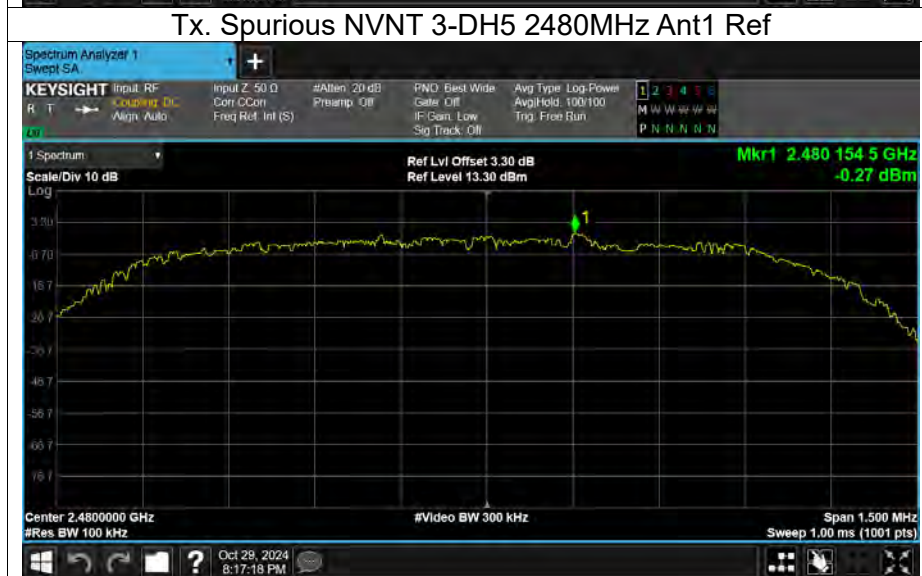 Tx. Spurious NVNT 3-DH5 2480MHz Ant1 Ref
Spectrum Analyzer 1
Swept SA
+
KEYSIGHT Input: RF
R T Coupling: DC
Align: Auto
Input Z: 50 Ω
Corr CCorr
Freq Ref: Int (S)
#Atten: 20 dB
Preamp: Off
PNO: Best Wide
Gate: Off
IF Gain: Low
Sig Track: Off
Avg Type: Log-Power
Avg|Hold: 100/100
Trig: Free Run
1 2 3 4 5 6
M W W W W W
P N N N N N
LXI
1 Spectrum
Scale/Div 10 dB
Log
Ref Lvl Offset 3.30 dB
Ref Level 13.30 dBm
Mkr1 2.480 154 5 GHz
-0.27 dBm
1
3.30
-6.70
-16.7
-26.7
-36.7
-46.7
-56.7
-66.7
-76.7
Center 2.4800000 GHz
#Res BW 100 kHz
#Video BW 300 kHz
Span 1.500 MHz
Sweep 1.00 ms (1001 pts)
?
Oct 29, 2024
8:17:18 PM